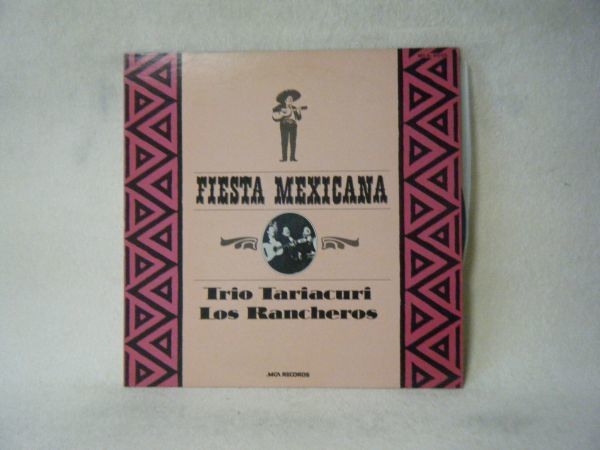 FIESTA MEXICANA
Trio Tariacuri
Los Rancheros
MCA RECORDS